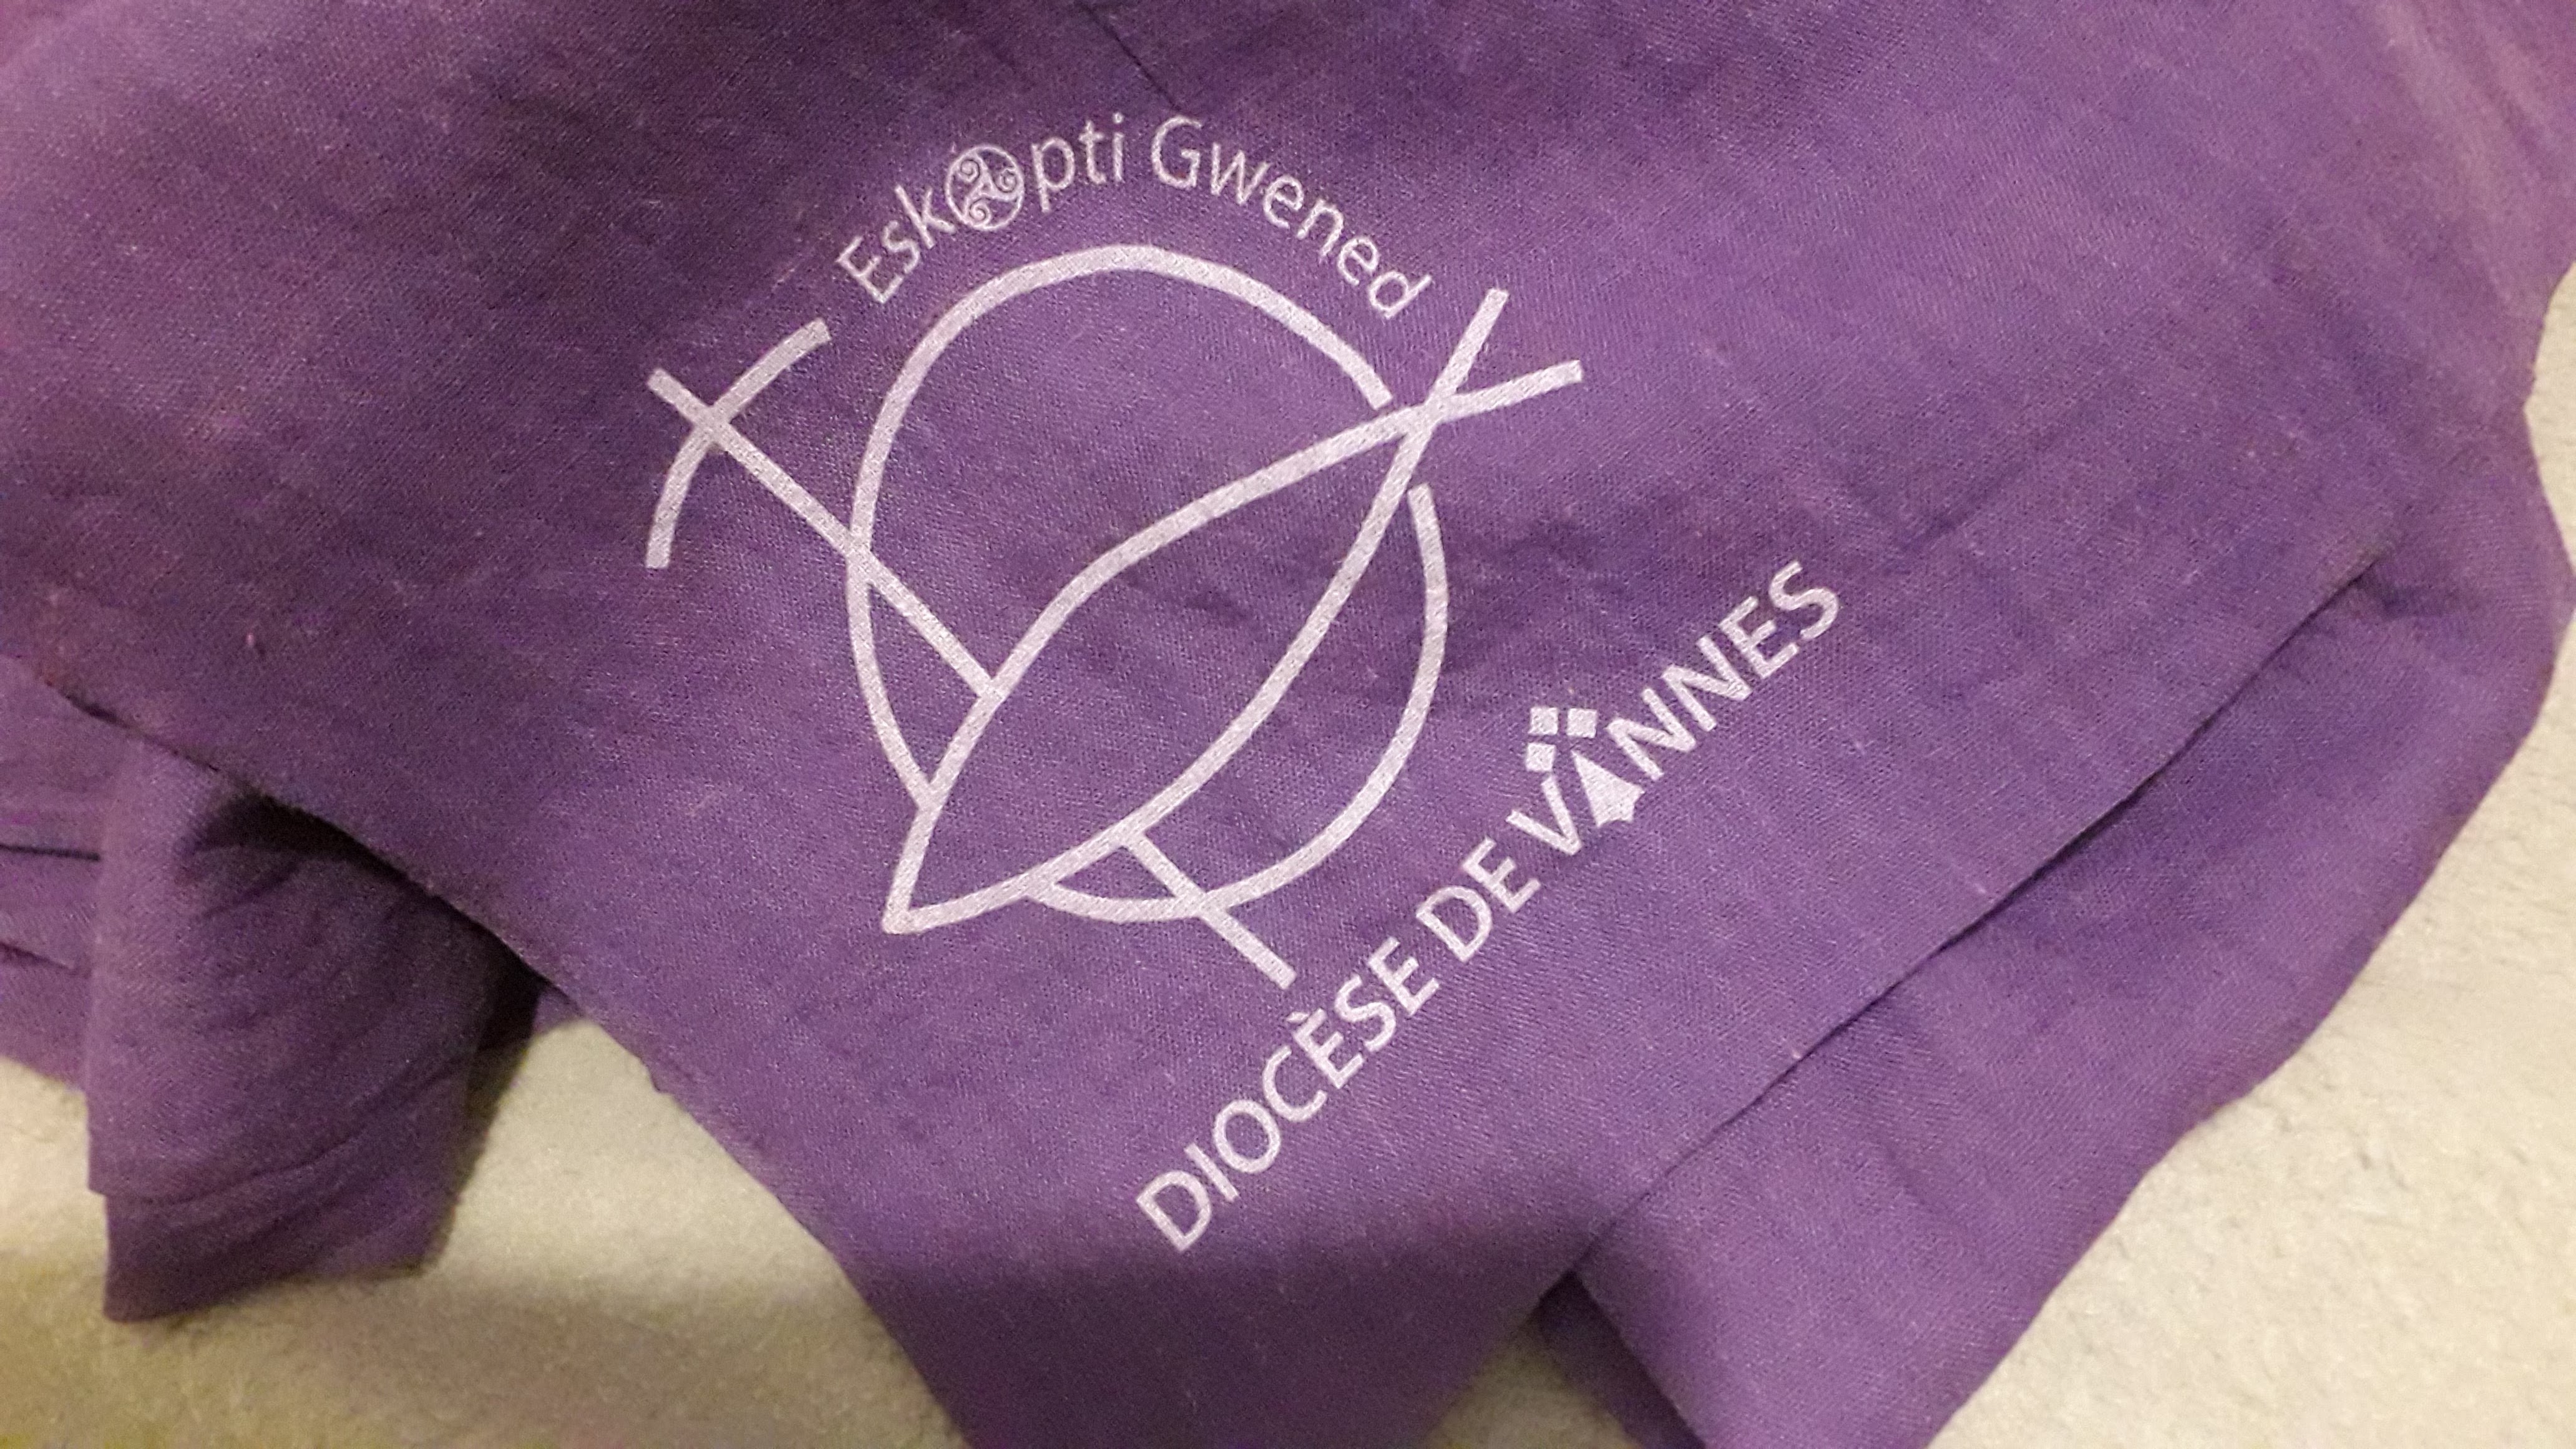 Eskopti Gwened
DIOCÈSE DE VANNES